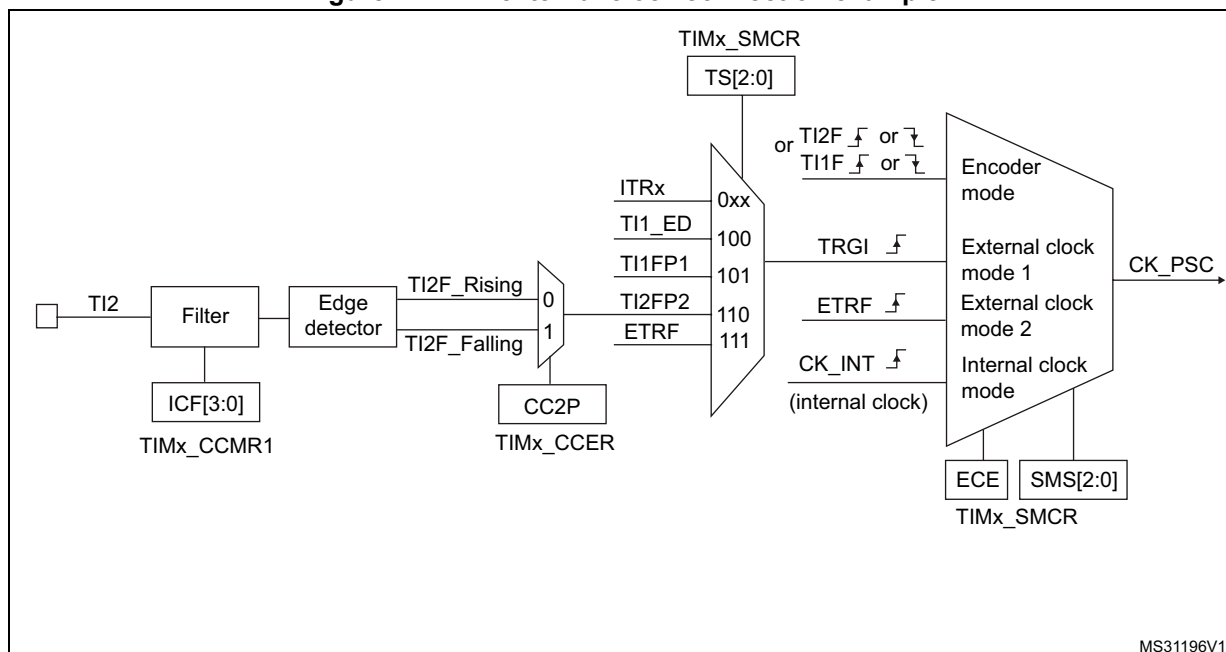 TIMx_SMCR
TS[2:0]
or TI2F or
TI1F or
Encoder
mode
ITRx
0xx
TI1_ED
100
TRGI
External clock
mode 1
CK_PSC
TI1FP1
101
TI2F_Rising
0
TI2
Filter
Edge
detector
TI2FP2
110
ETRF
External clock
mode 2
1
ETRF
111
TI2F_Falling
CK_INT
(internal clock)
Internal clock
mode
ICF[3:0]
CC2P
TIMx_CCMR1
TIMx_CCER
ECE
SMS[2:0]
TIMx_SMCR
MS31196V1